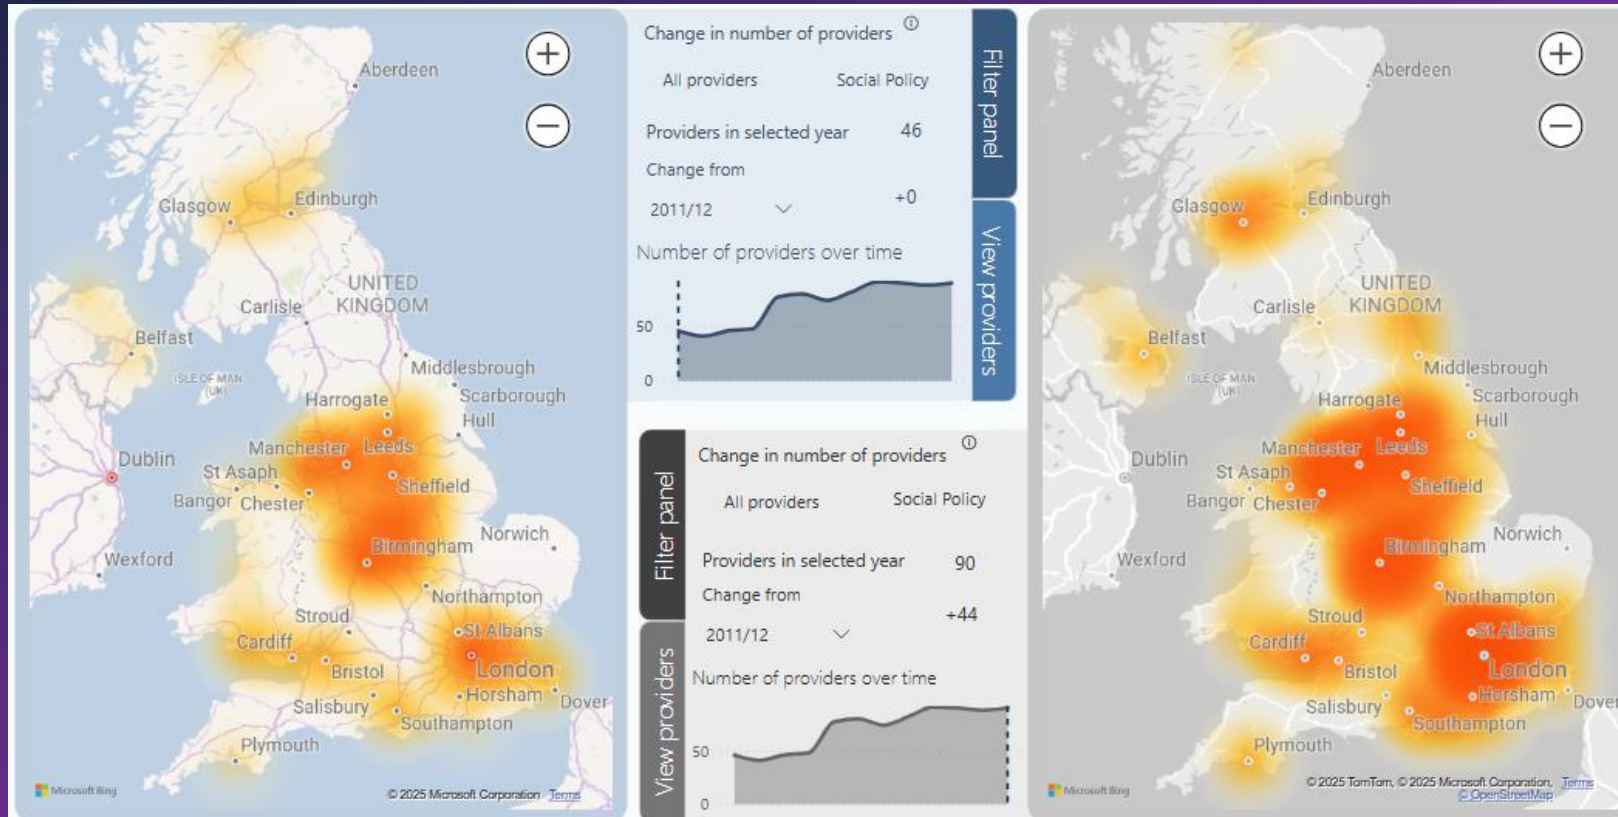 Aberdeen
Edinburgh
Glasgow
UNITED
KINGDOM
Carlisle
Belfast
ISLE OF MAN
(UK)
Middlesbrough
Scarborough
Harrogate
Hull
Manchester
Leeds
Dublin
St Asaph
Sheffield
Bangor
Chester
Norwich
Birmingham
Wexford
Northampton
Stroud
St Albans
Cardiff
London
Bristol
Horsham
Dover
Salisbury
Southampton
Plymouth
Microsoft Bing
© 2025 Microsoft Corporation Terms
Change in number of providers
All providers Social Policy
Providers in selected year 46
Change from
2011/12 +0
Number of providers over time
50
0
Filter panel
View providers
Filter panel
View providers
Change in number of providers
All providers Social Policy
Providers in selected year 90
Change from
2011/12 +44
Number of providers over time
50
0
Aberdeen
Edinburgh
Glasgow
UNITED
KINGDOM
Carlisle
Belfast
ISLE OF MAN
(UK)
Middlesbrough
Scarborough
Harrogate
Hull
Manchester
Leeds
Dublin
St Asaph
Sheffield
Bangor
Chester
Norwich
Birmingham
Wexford
Northampton
Stroud
St Albans
Cardiff
London
Bristol
Horsham
Dover
Salisbury
Southampton
Plymouth
Microsoft Bing
© 2025 TomTom, © 2025 Microsoft Corporation, Terms
© OpenStreetMap